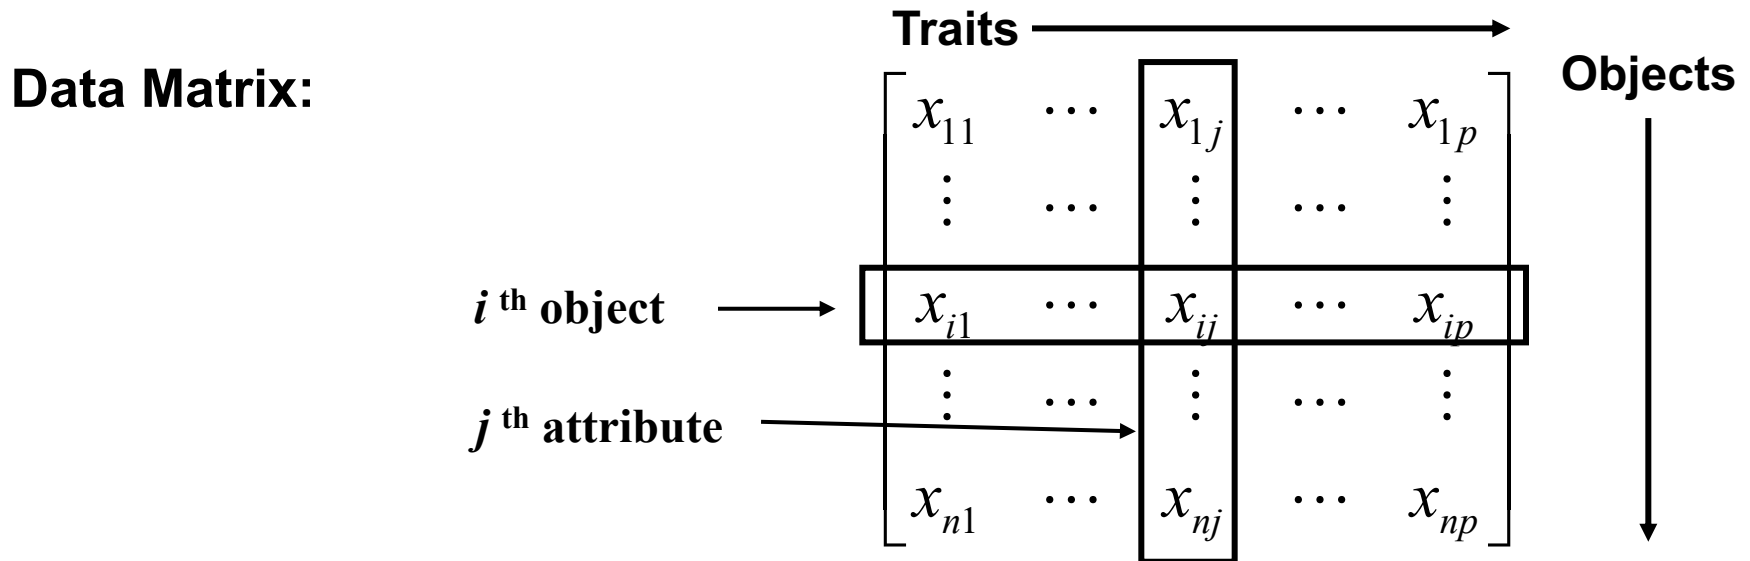 Traits
Data Matrix:
Objects
x₁₁ ⋯ x₁ⱼ ⋯ x₁ₚ
⋮ ⋯ ⋮ ⋯ ⋮
i th object
xᵢ₁ ⋯ xᵢⱼ ⋯ xᵢₚ
⋮ ⋯ ⋮ ⋯ ⋮
j th attribute
xₙ₁ ⋯ xₙⱼ ⋯ xₙₚ